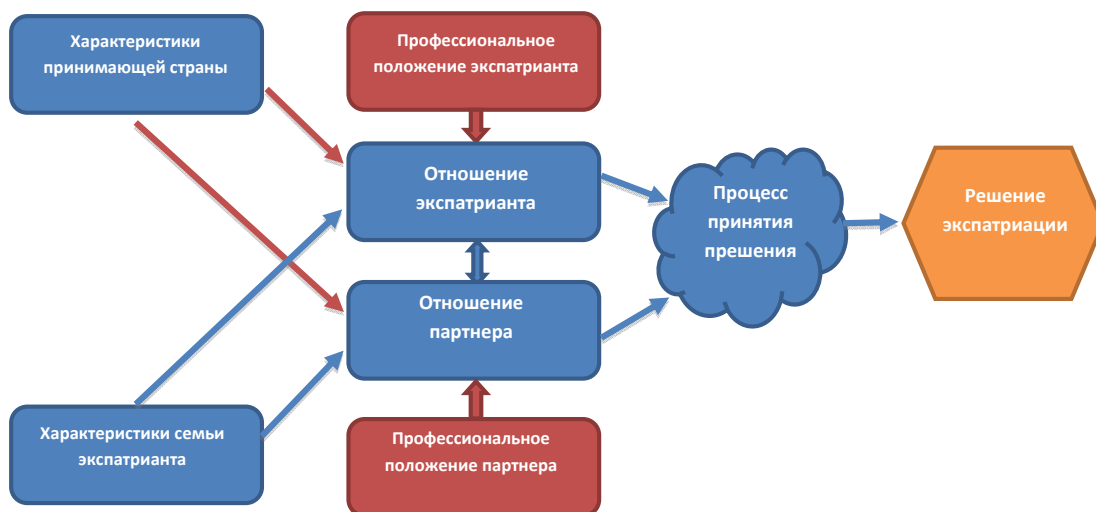 Характеристики
принимающей страны
Профессиональное
положение экспатрианта
Отношение
экспатрианта
Процесс
принятия
прешения
Решение
экспатриации
Отношение
партнера
Характеристики семьи
экспатрианта
Профессиональное
положение партнера